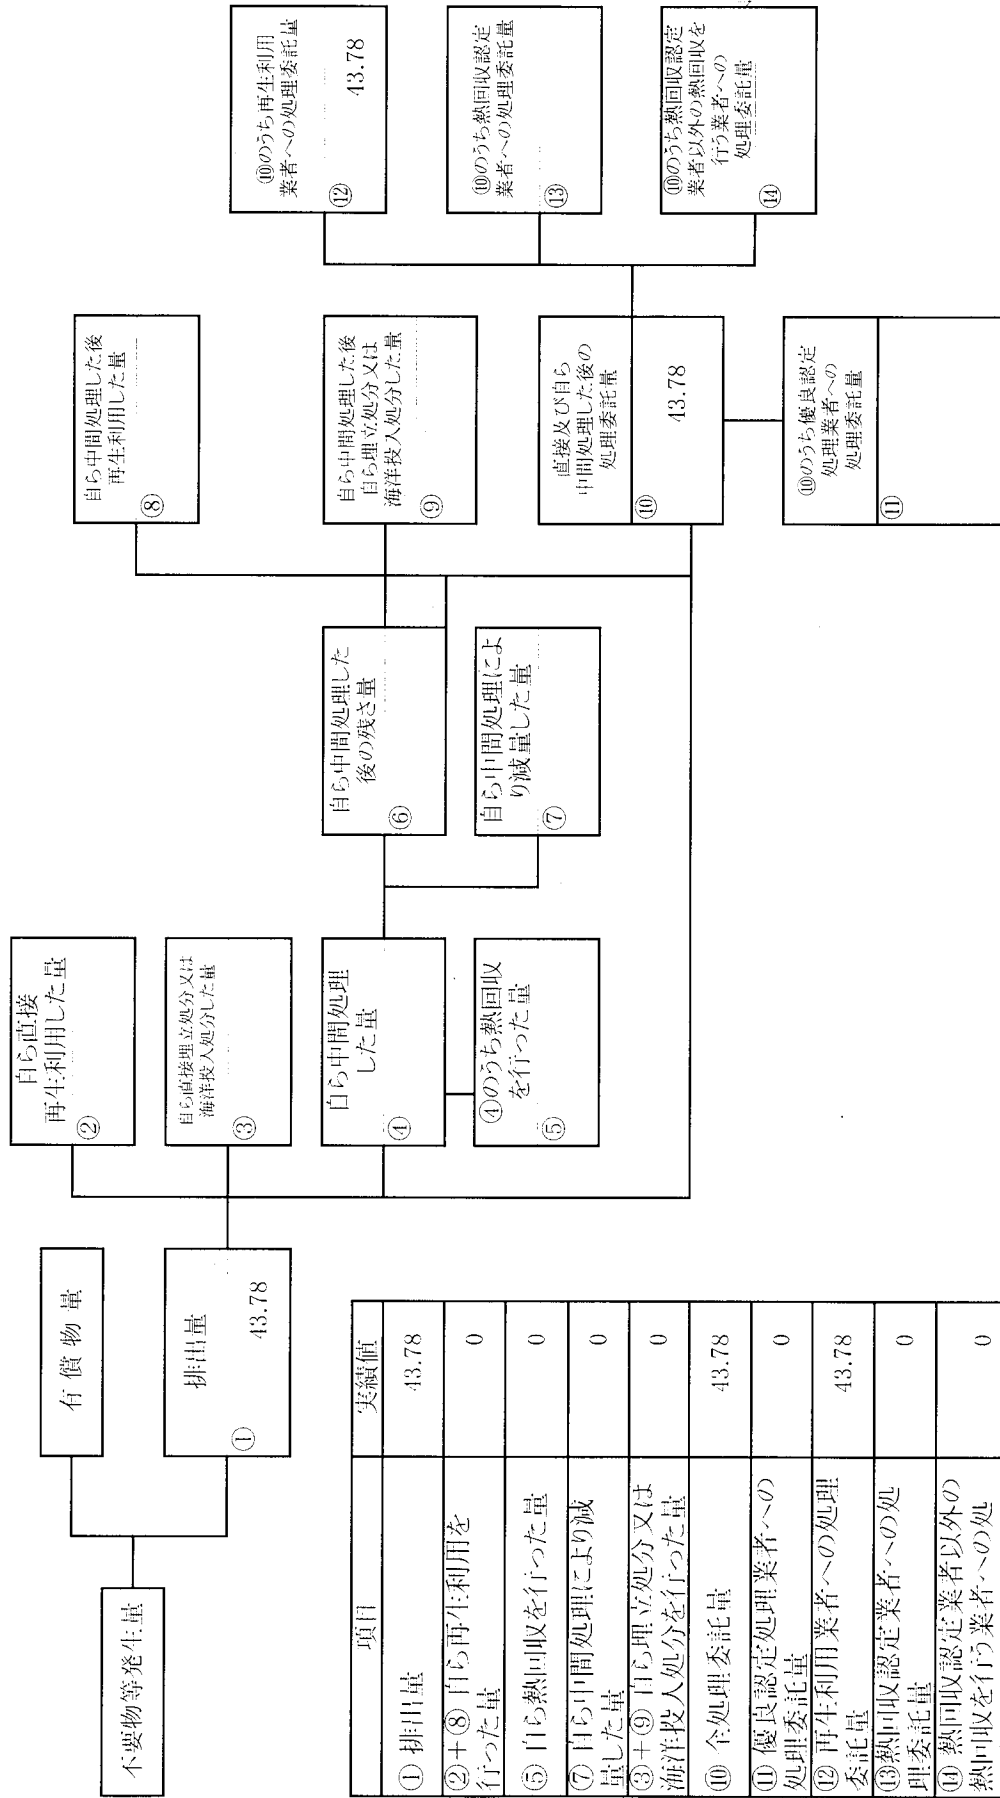 不要物等発生量
有償物量
排出量
①
43.78
自ら直接
再生利用した量
②
自ら直接埋立処分又は
海洋投入処分した量
③
自ら中間処理
した量
④
④のうち熱回収
を行った量
⑤
自ら中間処理した
後の残さ量
⑥
自ら中間処理によ
り減量した量
⑦
自ら中間処理した後
再生利用した量
⑧
自ら中間処理した後
自ら埋立処分又は
海洋投入処分した量
⑨
直接及び自ら
中間処理した後の
処理委託量
⑩
43.78
⑩のうち優良認定
処理業者への
処理委託量
⑪
⑩のうち再生利用
業者への処理委託量
⑫
43.78
⑩のうち熱回収認定
業者への処理委託量
⑬
⑩のうち熱回収認定
業者以外の熱回収を
行う業者への
処理委託量
⑭
項目 実績値
①排出量 43.78
②+⑧自ら再生利用を
行った量 0
⑤自ら熱回収を行った量 0
⑦自ら中間処理により減
量した量 0
③+⑨自ら埋立処分又は
海洋投入処分を行った量 0
⑩全処理委託量 43.78
⑪優良認定処理業者への
処理委託量 0
⑫再生利用業者への処理
委託量 43.78
⑬熱回収認定業者への処
理委託量 0
⑭熱回収認定業者以外の
熱回収を行う業者への処 0